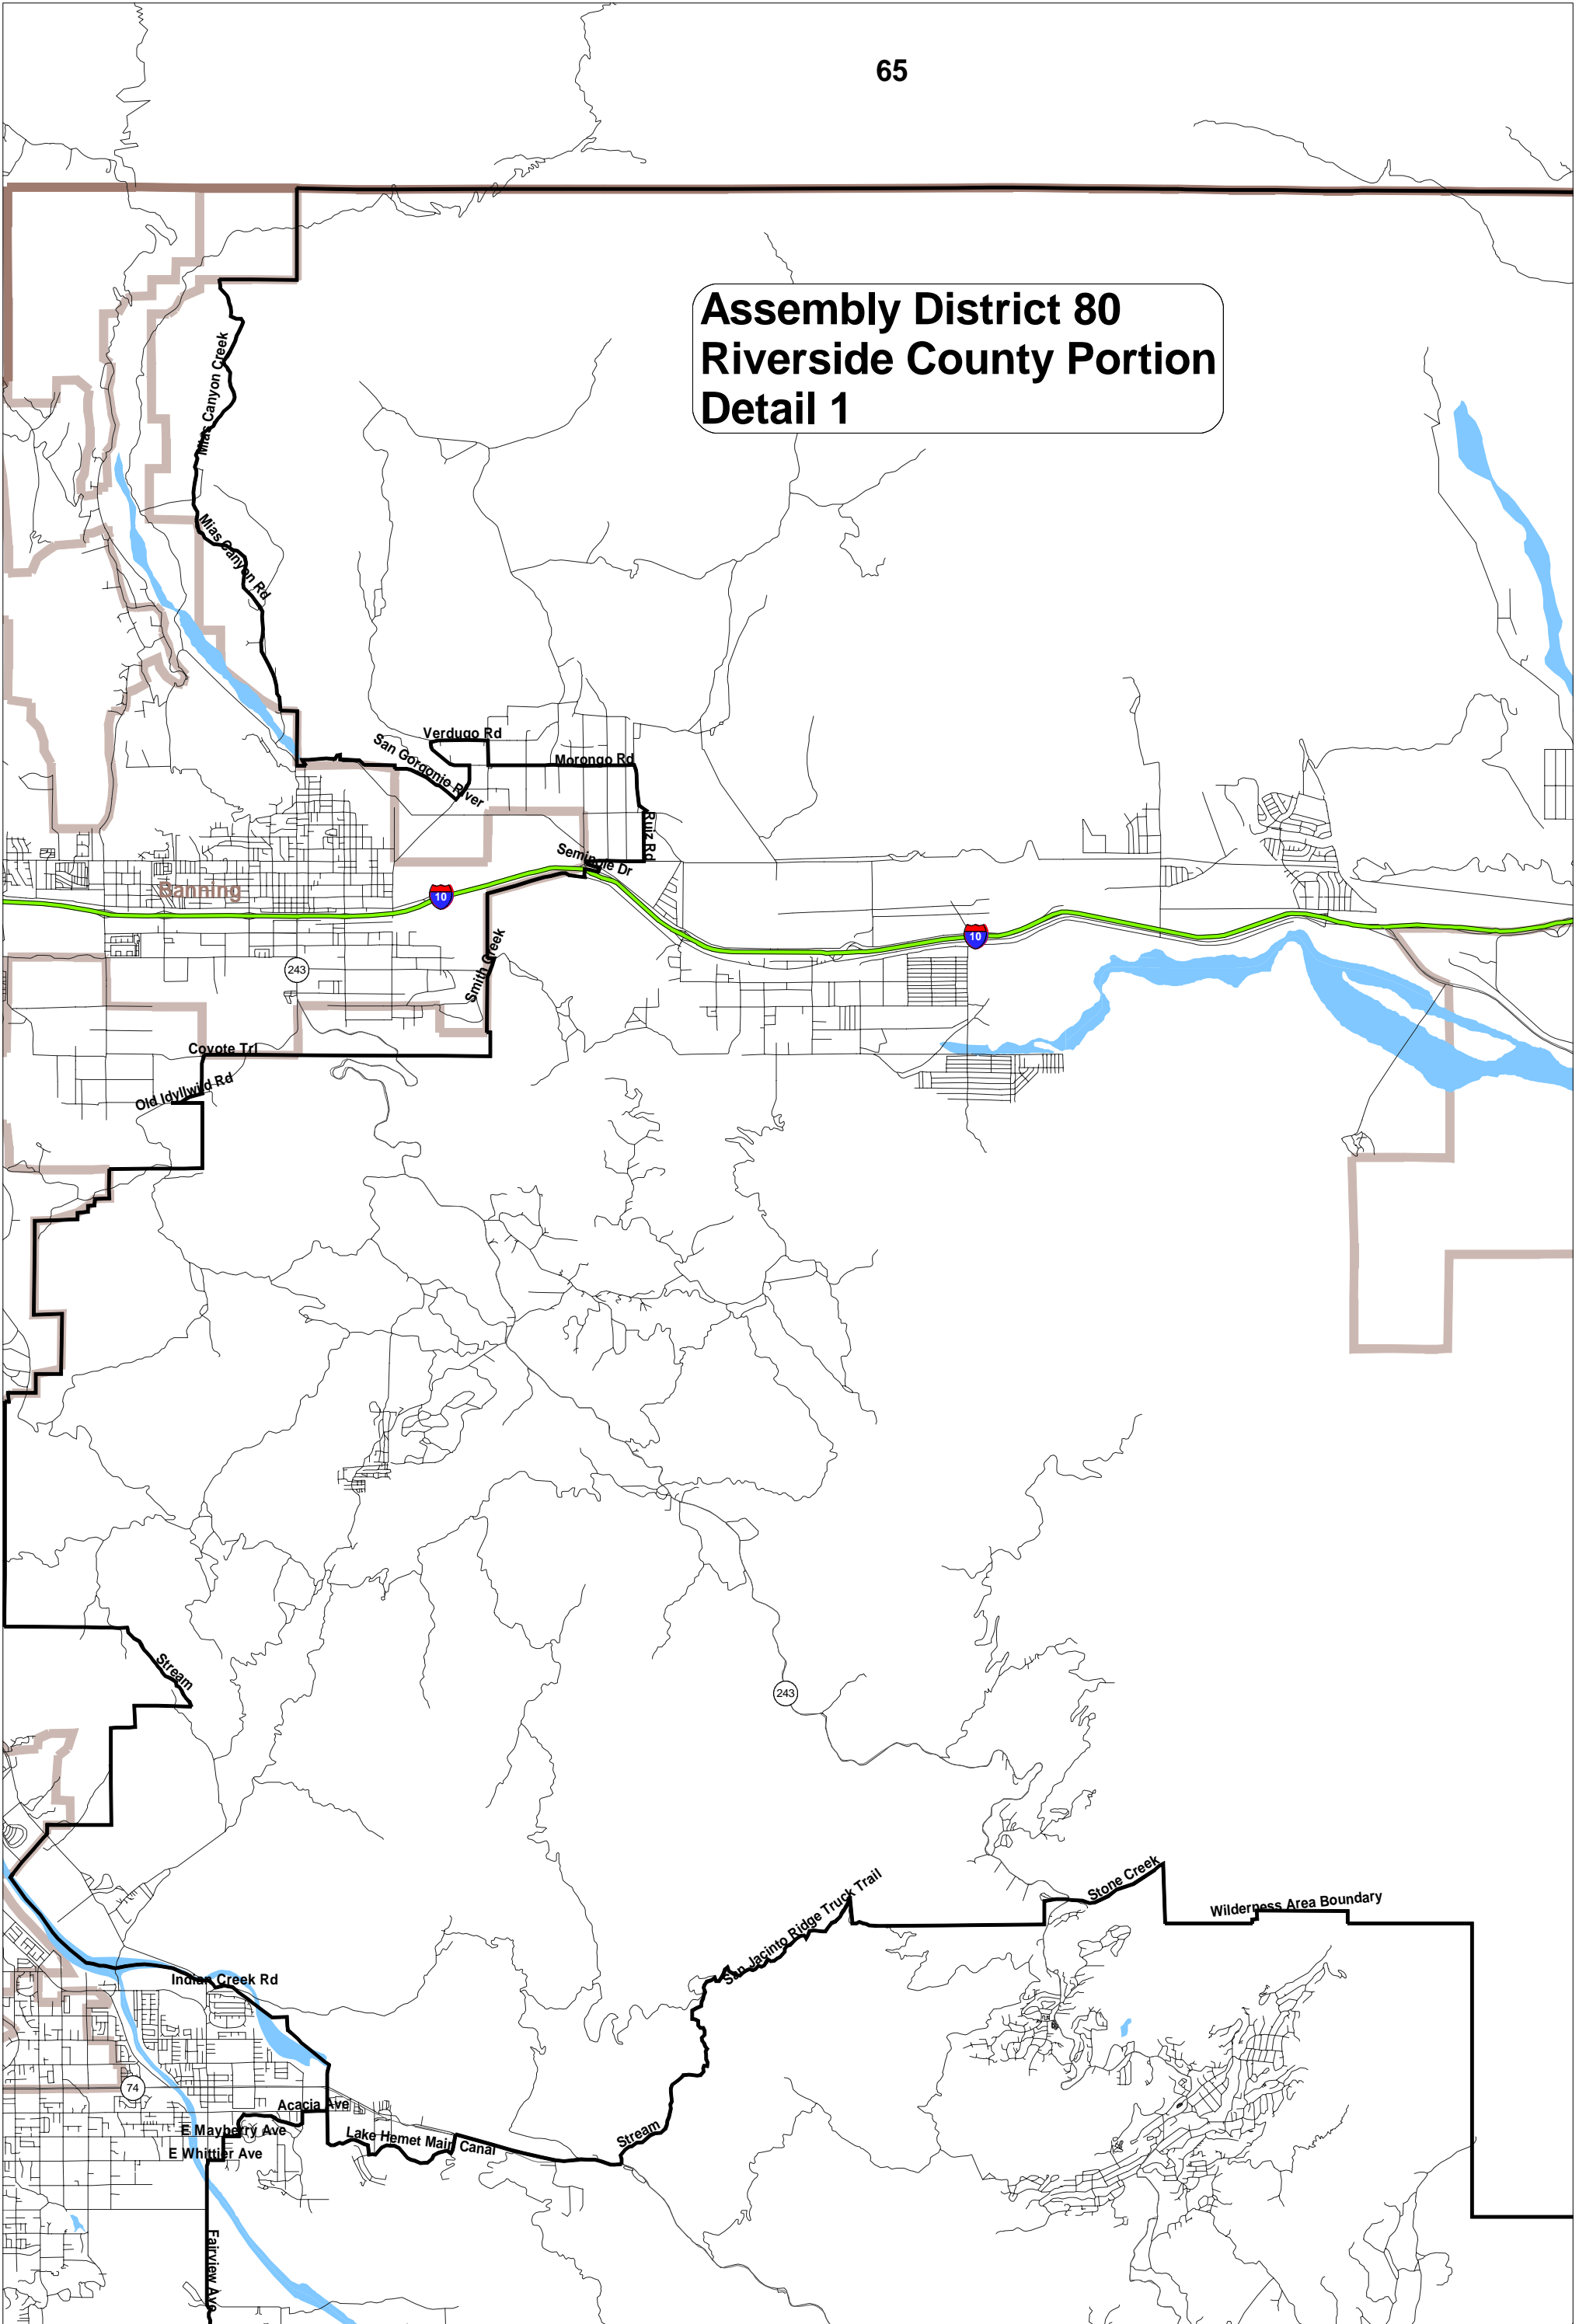 65
Assembly District 80
Riverside County Portion
Detail 1
Mias Canyon Creek
Mias Canyon Rd
Verdugo Rd
San Gorgonio River
Morongo Rd
Ruiz Rd
Seminole Dr
Banning
10
10
Smith Creek
243
Coyote Trl
Old Idyllwild Rd
Stream
243
Stone Creek
Wilderness Area Boundary
San Jacinto Ridge Truck Trail
Indian Creek Rd
74
Acacia Ave
E Mayberry Ave
Lake Hemet Main Canal
Stream
E Whittier Ave
Fairview Ave